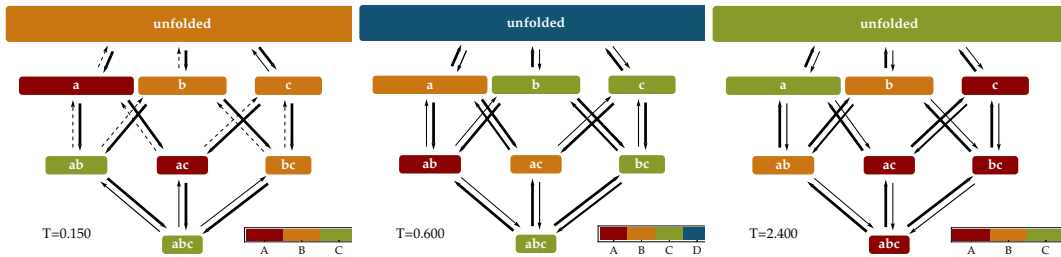 unfolded
a b c
ab ac bc
abc
T=0.150
A B C
unfolded
a b c
ab ac bc
abc
T=0.600
A B C D
unfolded
a b c
ab ac bc
abc
T=2.400
A B C